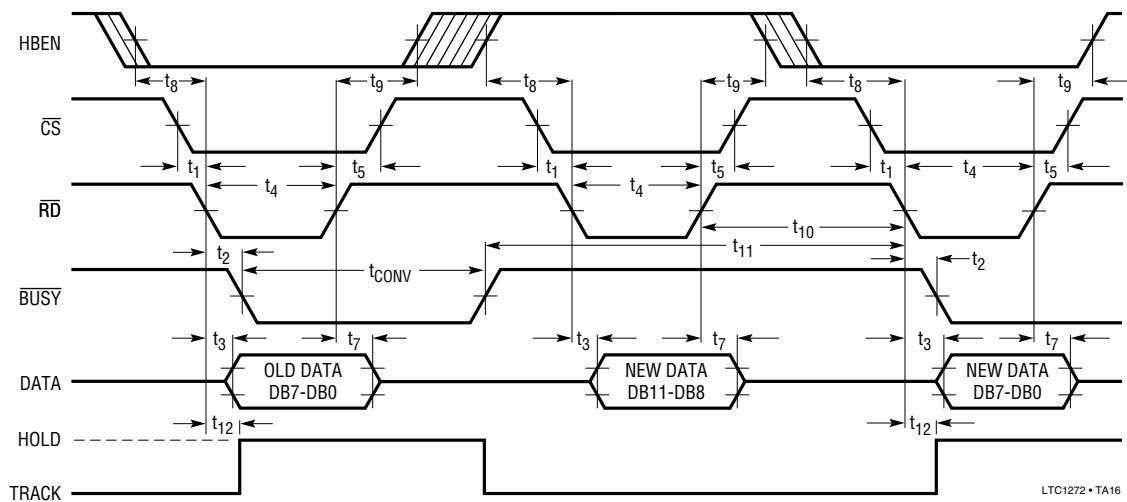 HBEN
t8 t9 t8 t9 t8 t9
CS
t1 t5 t1 t5 t1 t5
t4 t4 t4
RD
t10
t2 t11 t2
tCONV
BUSY
t3 t7 t3 t7 t3 t7
DATA
OLD DATA
DB7-DB0
NEW DATA
DB11-DB8
NEW DATA
DB7-DB0
t12 t12
HOLD
TRACK
LTC1272 • TA16